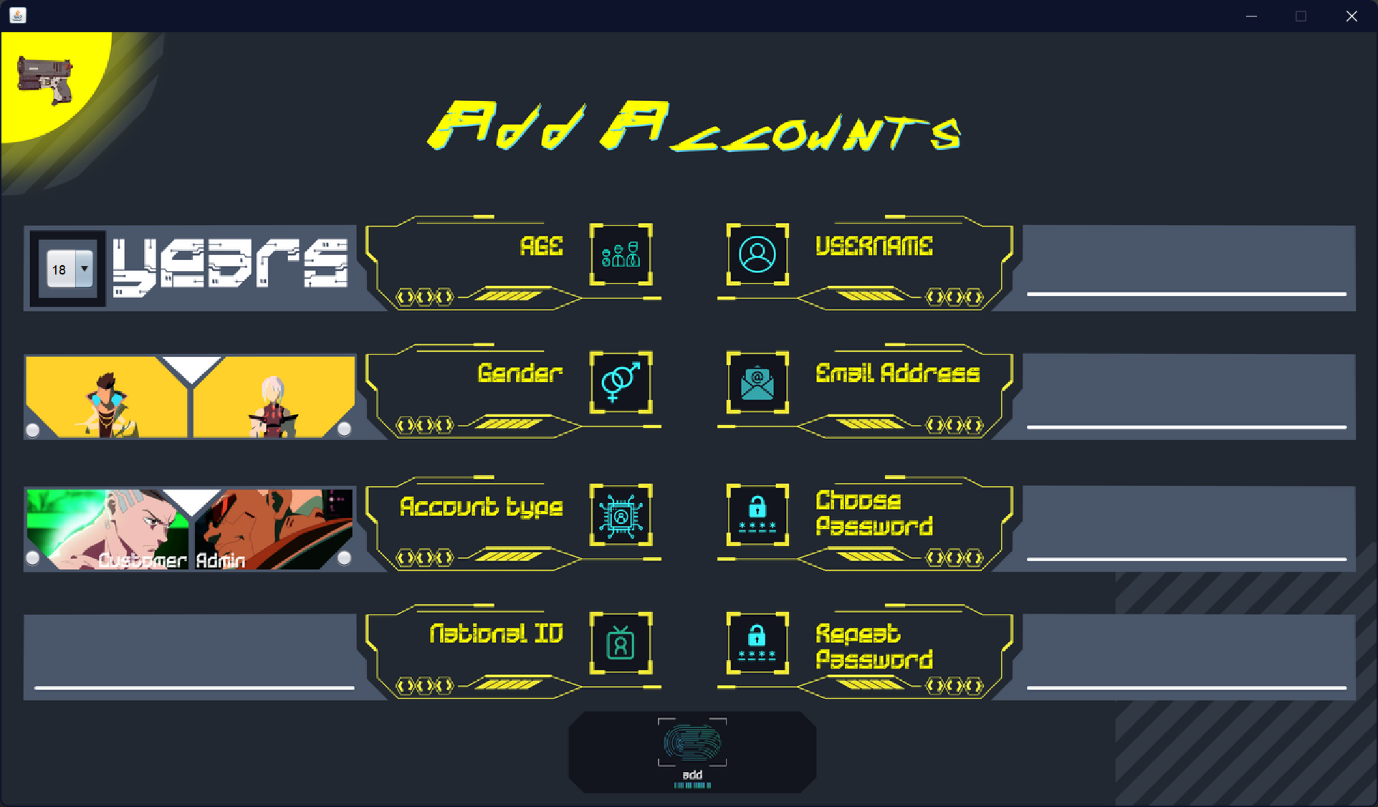 Add Accounts
18
years
AGE
USERNAME
Gender
Email Address
Account type
Choose
Password
Customer
Admin
National ID
Repeat
Password
add